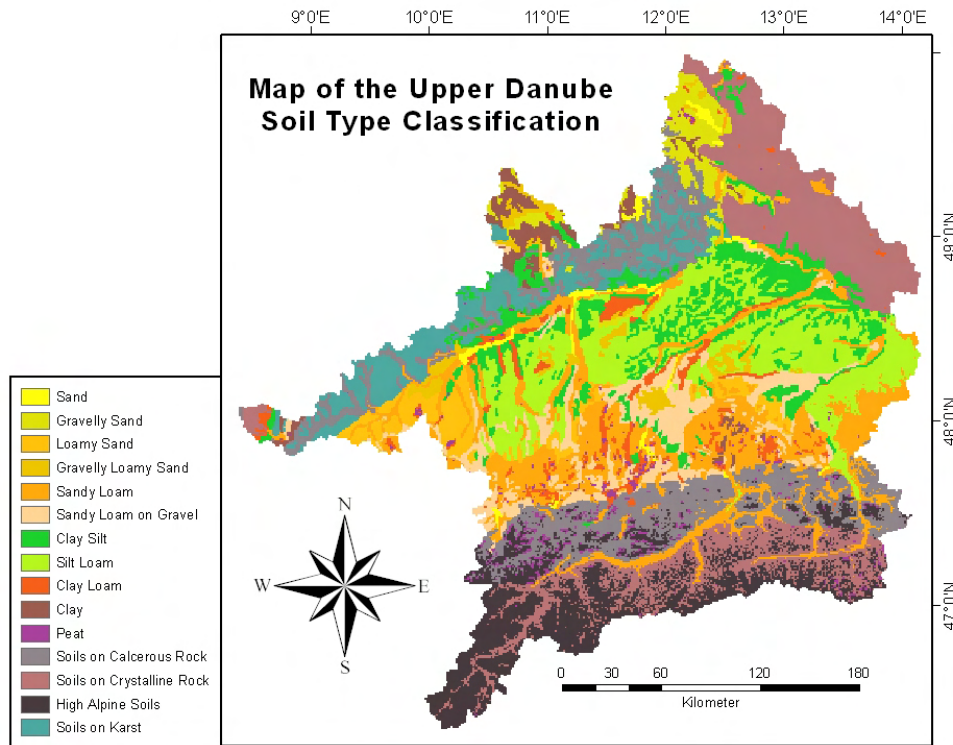 9°0'E 10°0'E 11°0'E 12°0'E 13°0'E 14°0'E
Map of the Upper Danube
Soil Type Classification
49°0'N
48°0'N
47°0'N
Sand
Gravelly Sand
Loamy Sand
Gravelly Loamy Sand
Sandy Loam
Sandy Loam on Gravel
Clay Silt
Silt Loam
Clay Loam
Clay
Peat
Soils on Calcerous Rock
Soils on Crystalline Rock
High Alpine Soils
Soils on Karst
N
W E
S
0 30 60 120 180
Kilometer